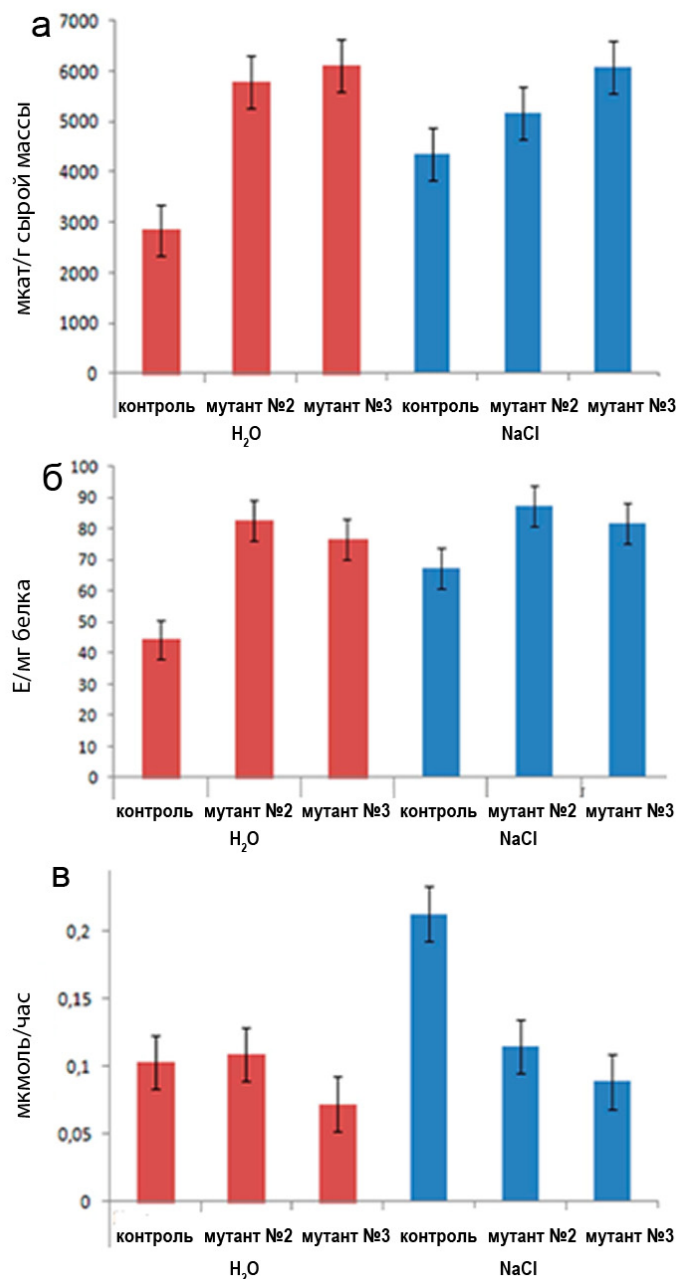 а
мкат/г сырой массы
7000
6000
5000
4000
3000
2000
1000
0
контроль мутант №2 мутант №3 контроль мутант №2 мутант №3
H₂O NaCl
б
Е/мг белка
100
90
80
70
60
50
40
30
20
10
0
контроль мутант №2 мутант №3 контроль мутант №2 мутант №3
H₂O NaCl
в
мкмоль/час
0,2
0,15
0,1
0,05
0
контроль мутант №2 мутант №3 контроль мутант №2 мутант №3
H₂O NaCl